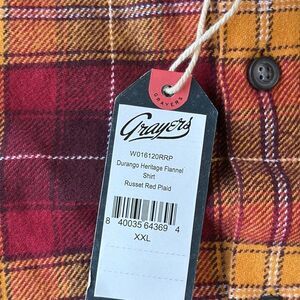 GRAYERS
Grayers
W016120RRP
Durango Heritage Flannel
Shirt
Russet Red Plaid
8 40035 64369 4
XXL